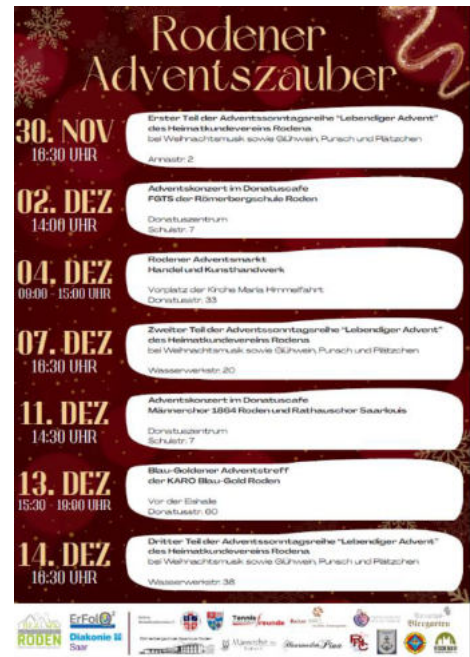 Rodener
Adventszauber
30. NOV
16:30 UHR
Erster Teil der Adventssonntagsreihe "Lebendiger Advent"
des Heimatkundevereins Rodena
bei Weihnachtsmusik sowie Glühwein, Punsch und Plätzchen
Annastr. 2
02. DEZ
14:00 UHR
Adventskonzert im Donatuscafe
FGTS der Römerbergschule Roden
Donatuszentrum
Schulstr. 7
04. DEZ
09:00 - 15:00 UHR
Rodener Adventsmarkt
Handel und Kunsthandwerk
Vorplatz der Kirche Maria Himmelfahrt
Donatusstr. 33
07. DEZ
16:30 UHR
Zweiter Teil der Adventssonntagsreihe "Lebendiger Advent"
des Heimatkundevereins Rodena
bei Weihnachtsmusik sowie Glühwein, Punsch und Plätzchen
Wasserwerkstr. 20
11. DEZ
14:30 UHR
Adventskonzert im Donatuscafe
Männerchor 1864 Roden und Rathauschor Saarlouis
Donatuszentrum
Schulstr. 7
13. DEZ
15:30 - 19:00 UHR
Blau-Goldener Adventstreff
der KARO Blau-Gold Roden
Vor der Eishalle
Donatusstr. 60
14. DEZ
16:30 UHR
Dritter Teil der Adventssonntagsreihe "Lebendiger Advent"
des Heimatkundevereins Rodena
bei Weihnachtsmusik sowie Glühwein, Punsch und Plätzchen
Wasserwerkstr. 38
RODEN
ErFolg
Diakonie
Saar
Tennis
freunde
Biergarten